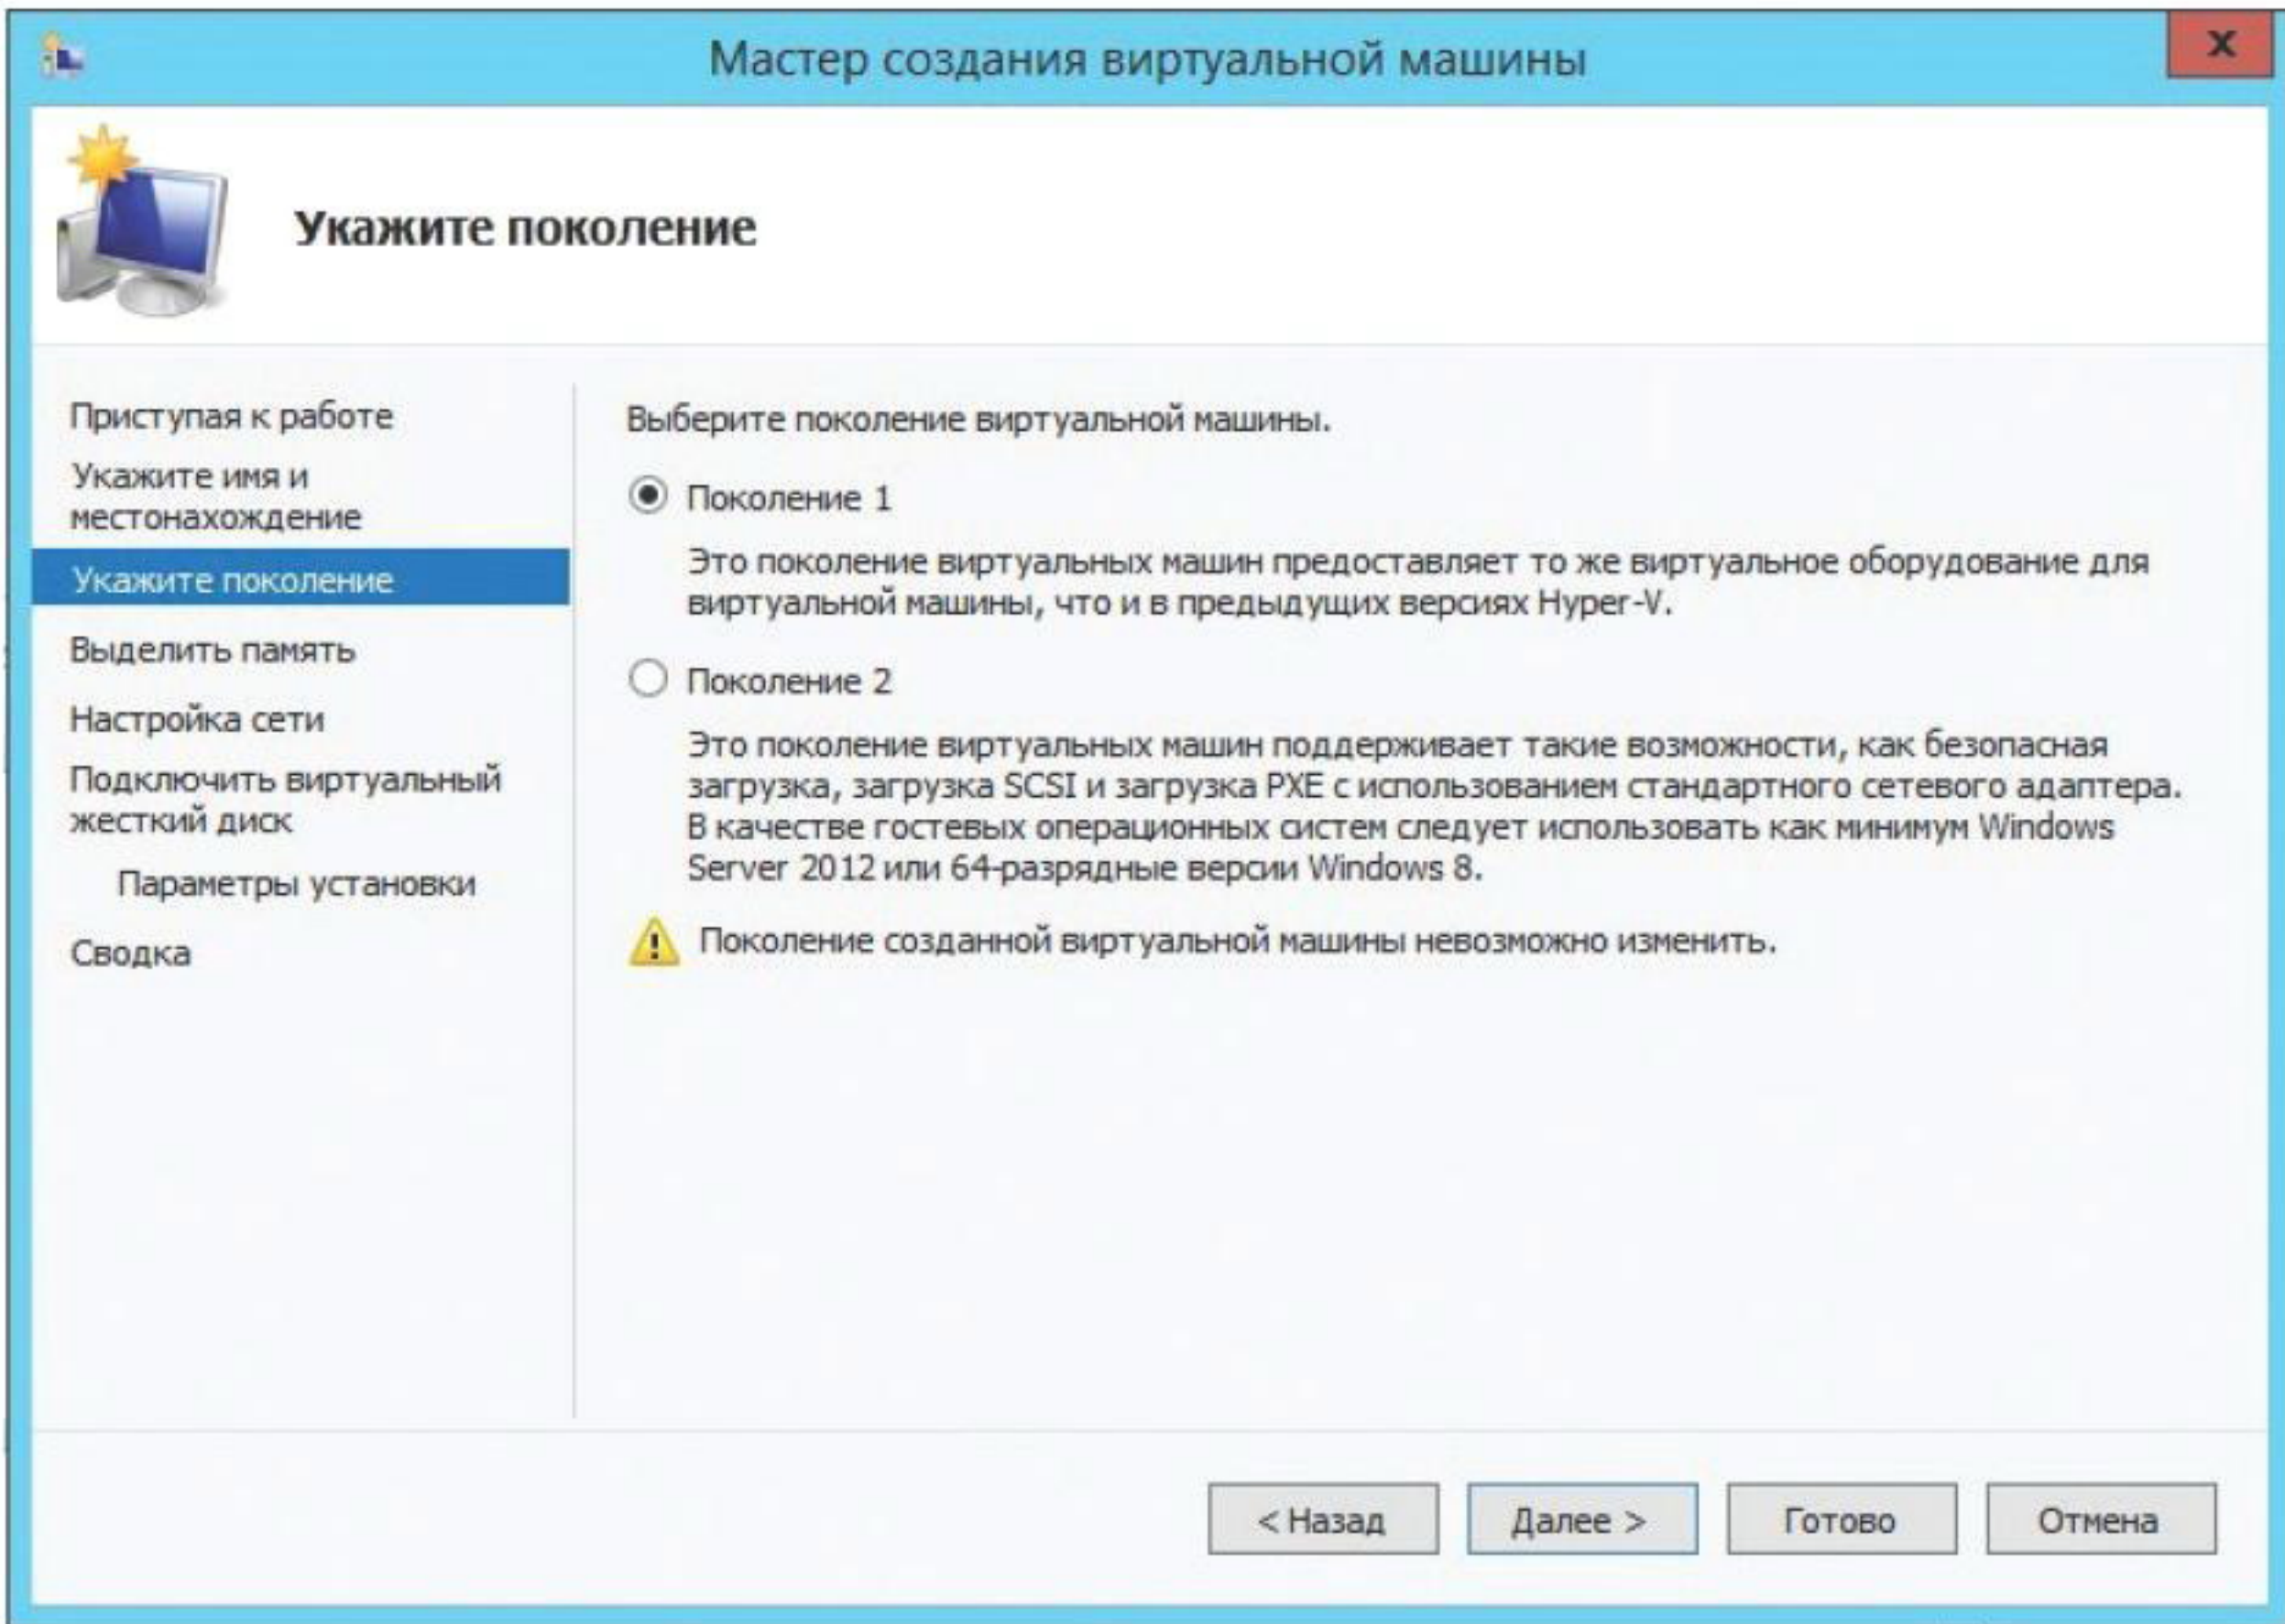 Мастер создания виртуальной машины
x
Укажите поколение
Приступая к работе
Укажите имя и
местонахождение
Укажите поколение
Выделить память
Настройка сети
Подключить виртуальный
жесткий диск
Параметры установки
Сводка
Выберите поколение виртуальной машины.
Поколение 1
Это поколение виртуальных машин предоставляет то же виртуальное оборудование для
виртуальной машины, что и в предыдущих версиях Hyper-V.
Поколение 2
Это поколение виртуальных машин поддерживает такие возможности, как безопасная
загрузка, загрузка SCSI и загрузка PXE с использованием стандартного сетевого адаптера.
В качестве гостевых операционных систем следует использовать как минимум Windows
Server 2012 или 64-разрядные версии Windows 8.
Поколение созданной виртуальной машины невозможно изменить.
< Назад
Далее >
Готово
Отмена